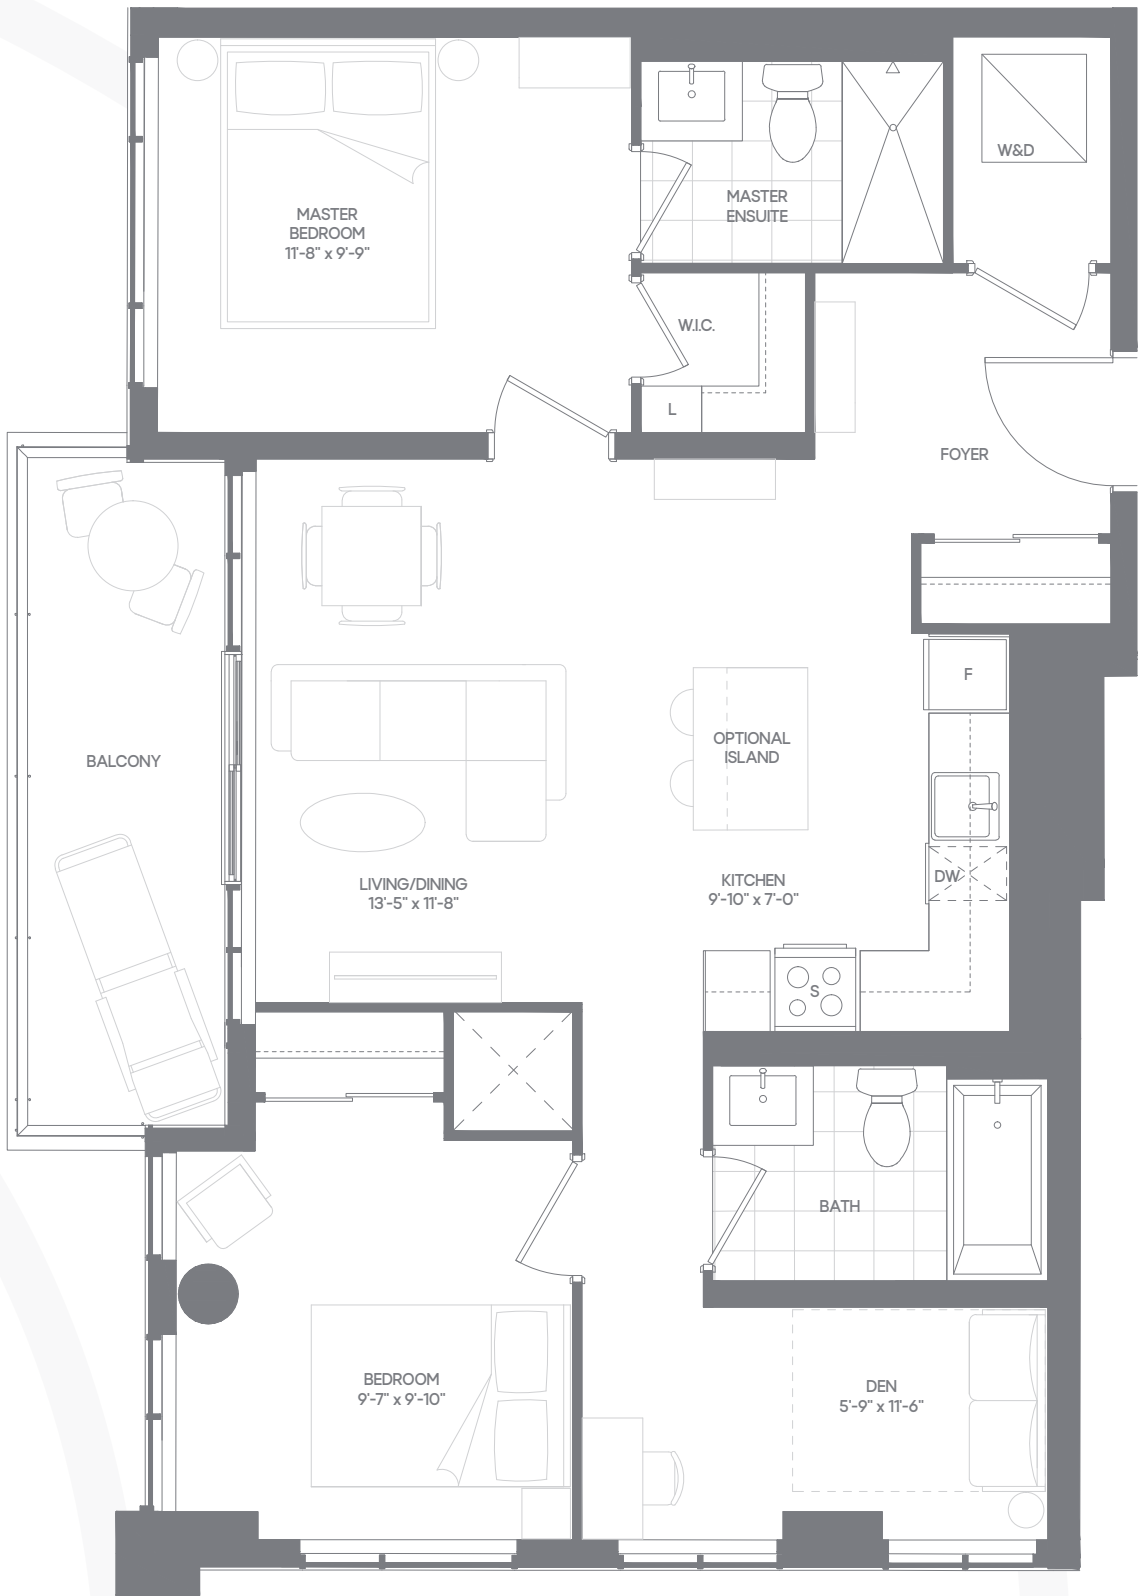 W&D
MASTER
ENSUITE
MASTER
BEDROOM
11'-8" x 9'-9"
W.I.C.
L
FOYER
F
OPTIONAL
ISLAND
BALCONY
DW
KITCHEN
9'-10" x 7'-0"
LIVING/DINING
13'-5" x 11'-8"
S
BATH
BEDROOM
9'-7" x 9'-10"
DEN
5'-9" x 11'-6"